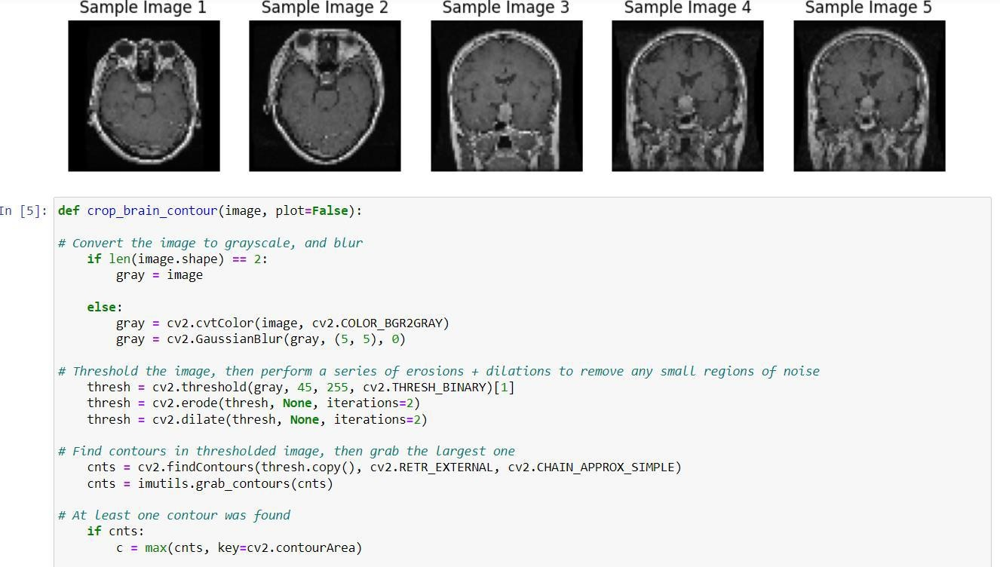 Sample Image 1 Sample Image 2 Sample Image 3 Sample Image 4 Sample Image 5
In [5]: def crop_brain_contour(image, plot=False):
# Convert the image to grayscale, and blur
if len(image.shape) == 2:
gray = image
else:
gray = cv2.cvtColor(image, cv2.COLOR_BGR2GRAY)
gray = cv2.GaussianBlur(gray, (5, 5), 0)
# Threshold the image, then perform a series of erosions + dilations to remove any small regions of noise
thresh = cv2.threshold(gray, 45, 255, cv2.THRESH_BINARY)[1]
thresh = cv2.erode(thresh, None, iterations=2)
thresh = cv2.dilate(thresh, None, iterations=2)
# Find contours in thresholded image, then grab the largest one
cnts = cv2.findContours(thresh.copy(), cv2.RETR_EXTERNAL, cv2.CHAIN_APPROX_SIMPLE)
cnts = imutils.grab_contours(cnts)
# At least one contour was found
if cnts:
c = max(cnts, key=cv2.contourArea)